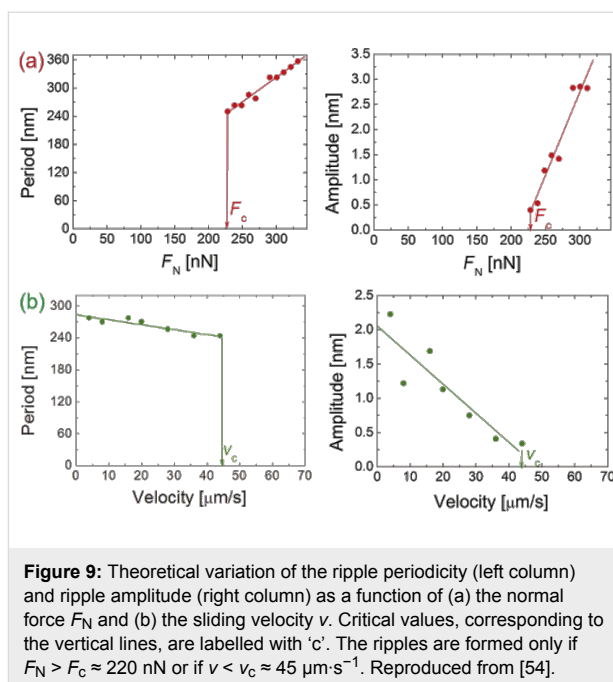 (a)
Period [nm]
360
300
240
180
120
60
0
F_c
0 50 100 150 200 250 300
F_N [nN]
Amplitude [nm]
3.5
3.0
2.5
2.0
1.5
1.0
0.5
0.0
F_c
0 50 100 150 200 250 300
F_N [nN]
(b)
Period [nm]
300
240
180
120
60
0
v_c
0 10 20 30 40 50 60 70
Velocity [μm/s]
Amplitude [nm]
2.5
2.0
1.5
1.0
0.5
0.0
v_c
0 10 20 30 40 50 60 70
Velocity [μm/s]
Figure 9: Theoretical variation of the ripple periodicity (left column)
and ripple amplitude (right column) as a function of (a) the normal
force F_N and (b) the sliding velocity v. Critical values, corresponding to
the vertical lines, are labelled with ‘c’. The ripples are formed only if
F_N > F_c ≈ 220 nN or if v < v_c ≈ 45 μm·s⁻¹. Reproduced from [54].